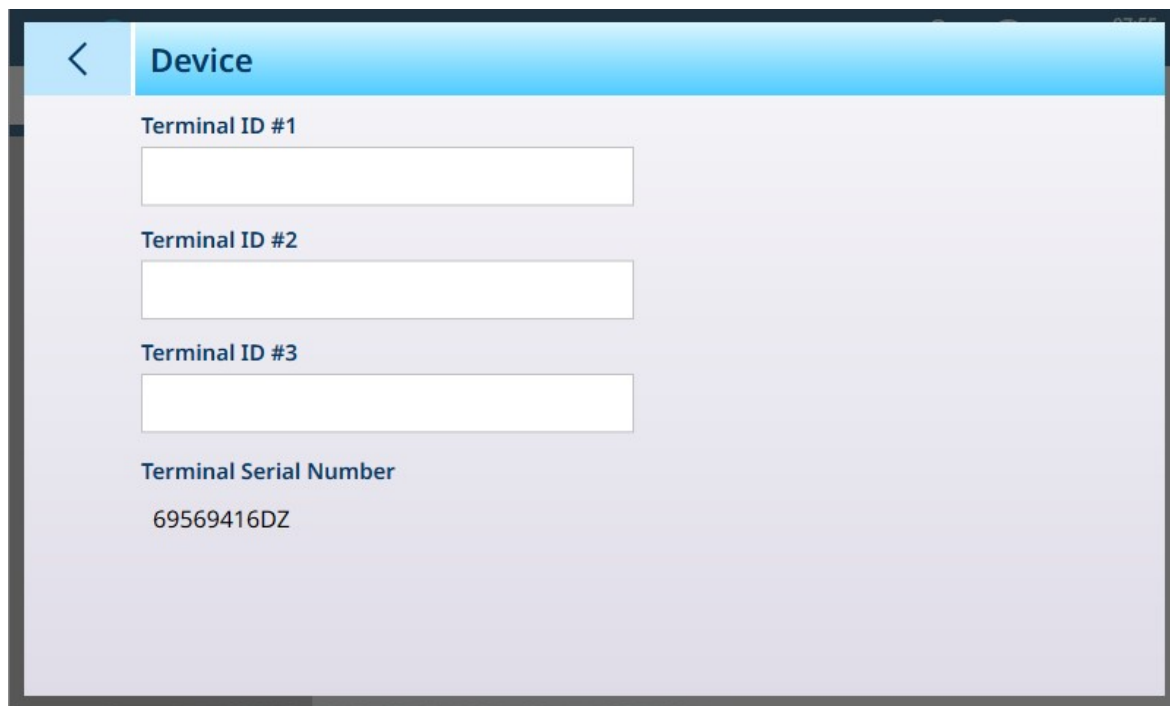 Device
Terminal ID #1
Terminal ID #2
Terminal ID #3
Terminal Serial Number
69569416DZ